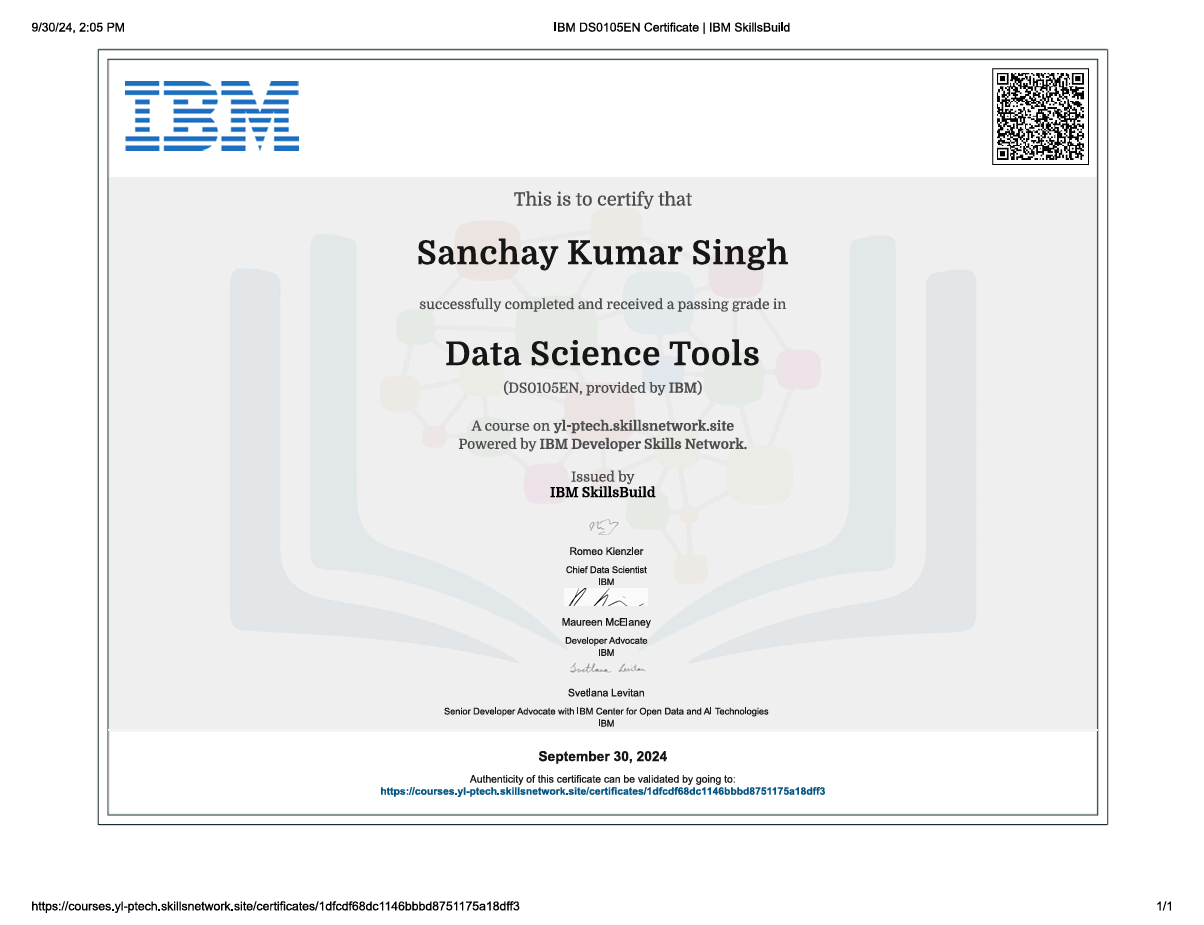 9/30/24, 2:05 PM
IBM DS0105EN Certificate | IBM SkillsBuild
IBM
This is to certify that
Sanchay Kumar Singh
successfully completed and received a passing grade in
Data Science Tools
(DS0105EN, provided by IBM)
A course on yl-ptech.skillsnetwork.site
Powered by IBM Developer Skills Network.
Issued by
IBM SkillsBuild
Romeo Kienzler
Chief Data Scientist
IBM
Maureen McElaney
Developer Advocate
IBM
Svetlana Levitan
Svetlana Levitan
Senior Developer Advocate with IBM Center for Open Data and AI Technologies
IBM
September 30, 2024
Authenticity of this certificate can be validated by going to:
https://courses.yl-ptech.skillsnetwork.site/certificates/1dfcdf68dc1146bbbd8751175a18dff3
https://courses.yl-ptech.skillsnetwork.site/certificates/1dfcdf68dc1146bbbd8751175a18dff3
1/1